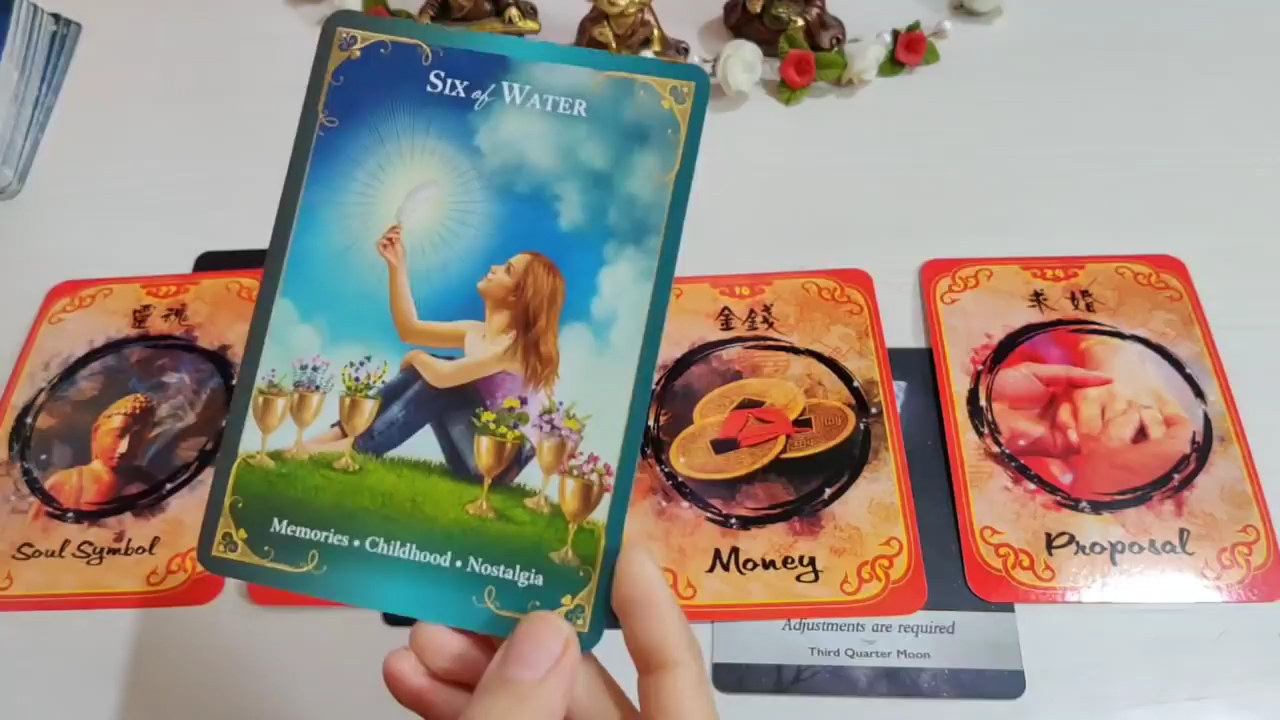 Six of Water
Memories • Childhood • Nostalgia
靈魂
Soul Symbol
10
金錢
Money
求婚
Proposal
Adjustments are required
Third Quarter Moon